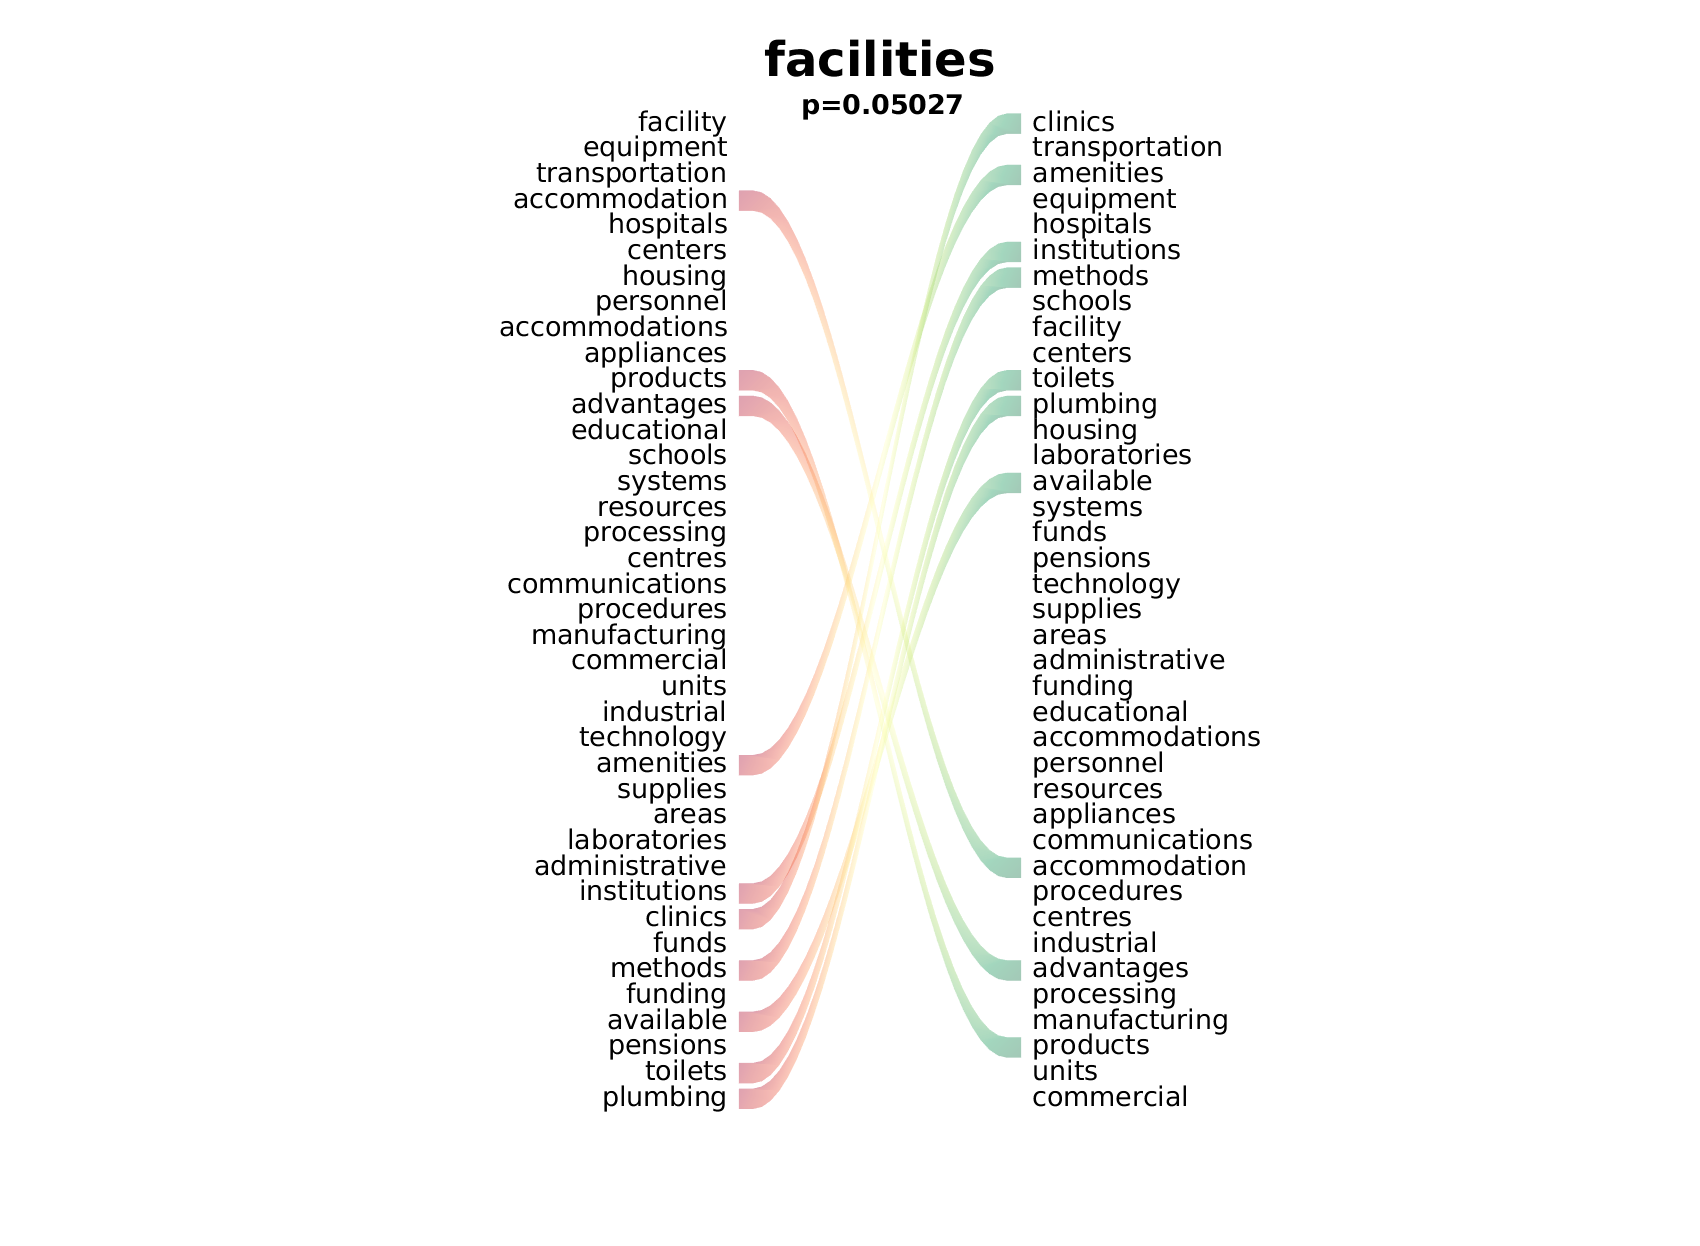 facilities
p=0.05027
facility clinics
equipment transportation
transportation amenities
accommodation equipment
hospitals hospitals
centers institutions
housing methods
personnel schools
accommodations facility
appliances centers
products toilets
advantages plumbing
educational housing
schools laboratories
systems available
resources systems
processing funds
centres pensions
communications technology
procedures supplies
manufacturing areas
commercial administrative
units funding
industrial educational
technology accommodations
amenities personnel
supplies resources
areas appliances
laboratories communications
administrative accommodation
institutions procedures
clinics centres
funds industrial
methods advantages
funding processing
available manufacturing
pensions products
toilets units
plumbing commercial